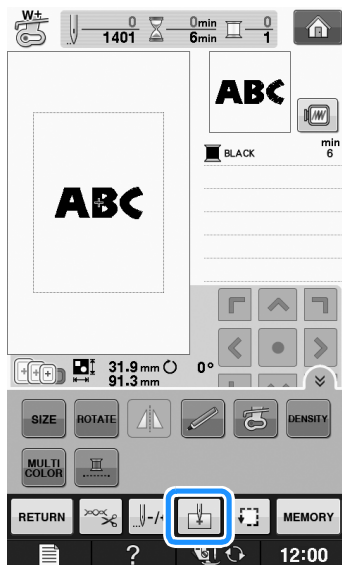 W+
0
1401
0min
6min
0
1
ABC
ABC
BLACK
min
6
31.9 mm 0°
91.3 mm
SIZE
ROTATE
DENSITY
MULTI
COLOR
RETURN
MEMORY
? 12:00